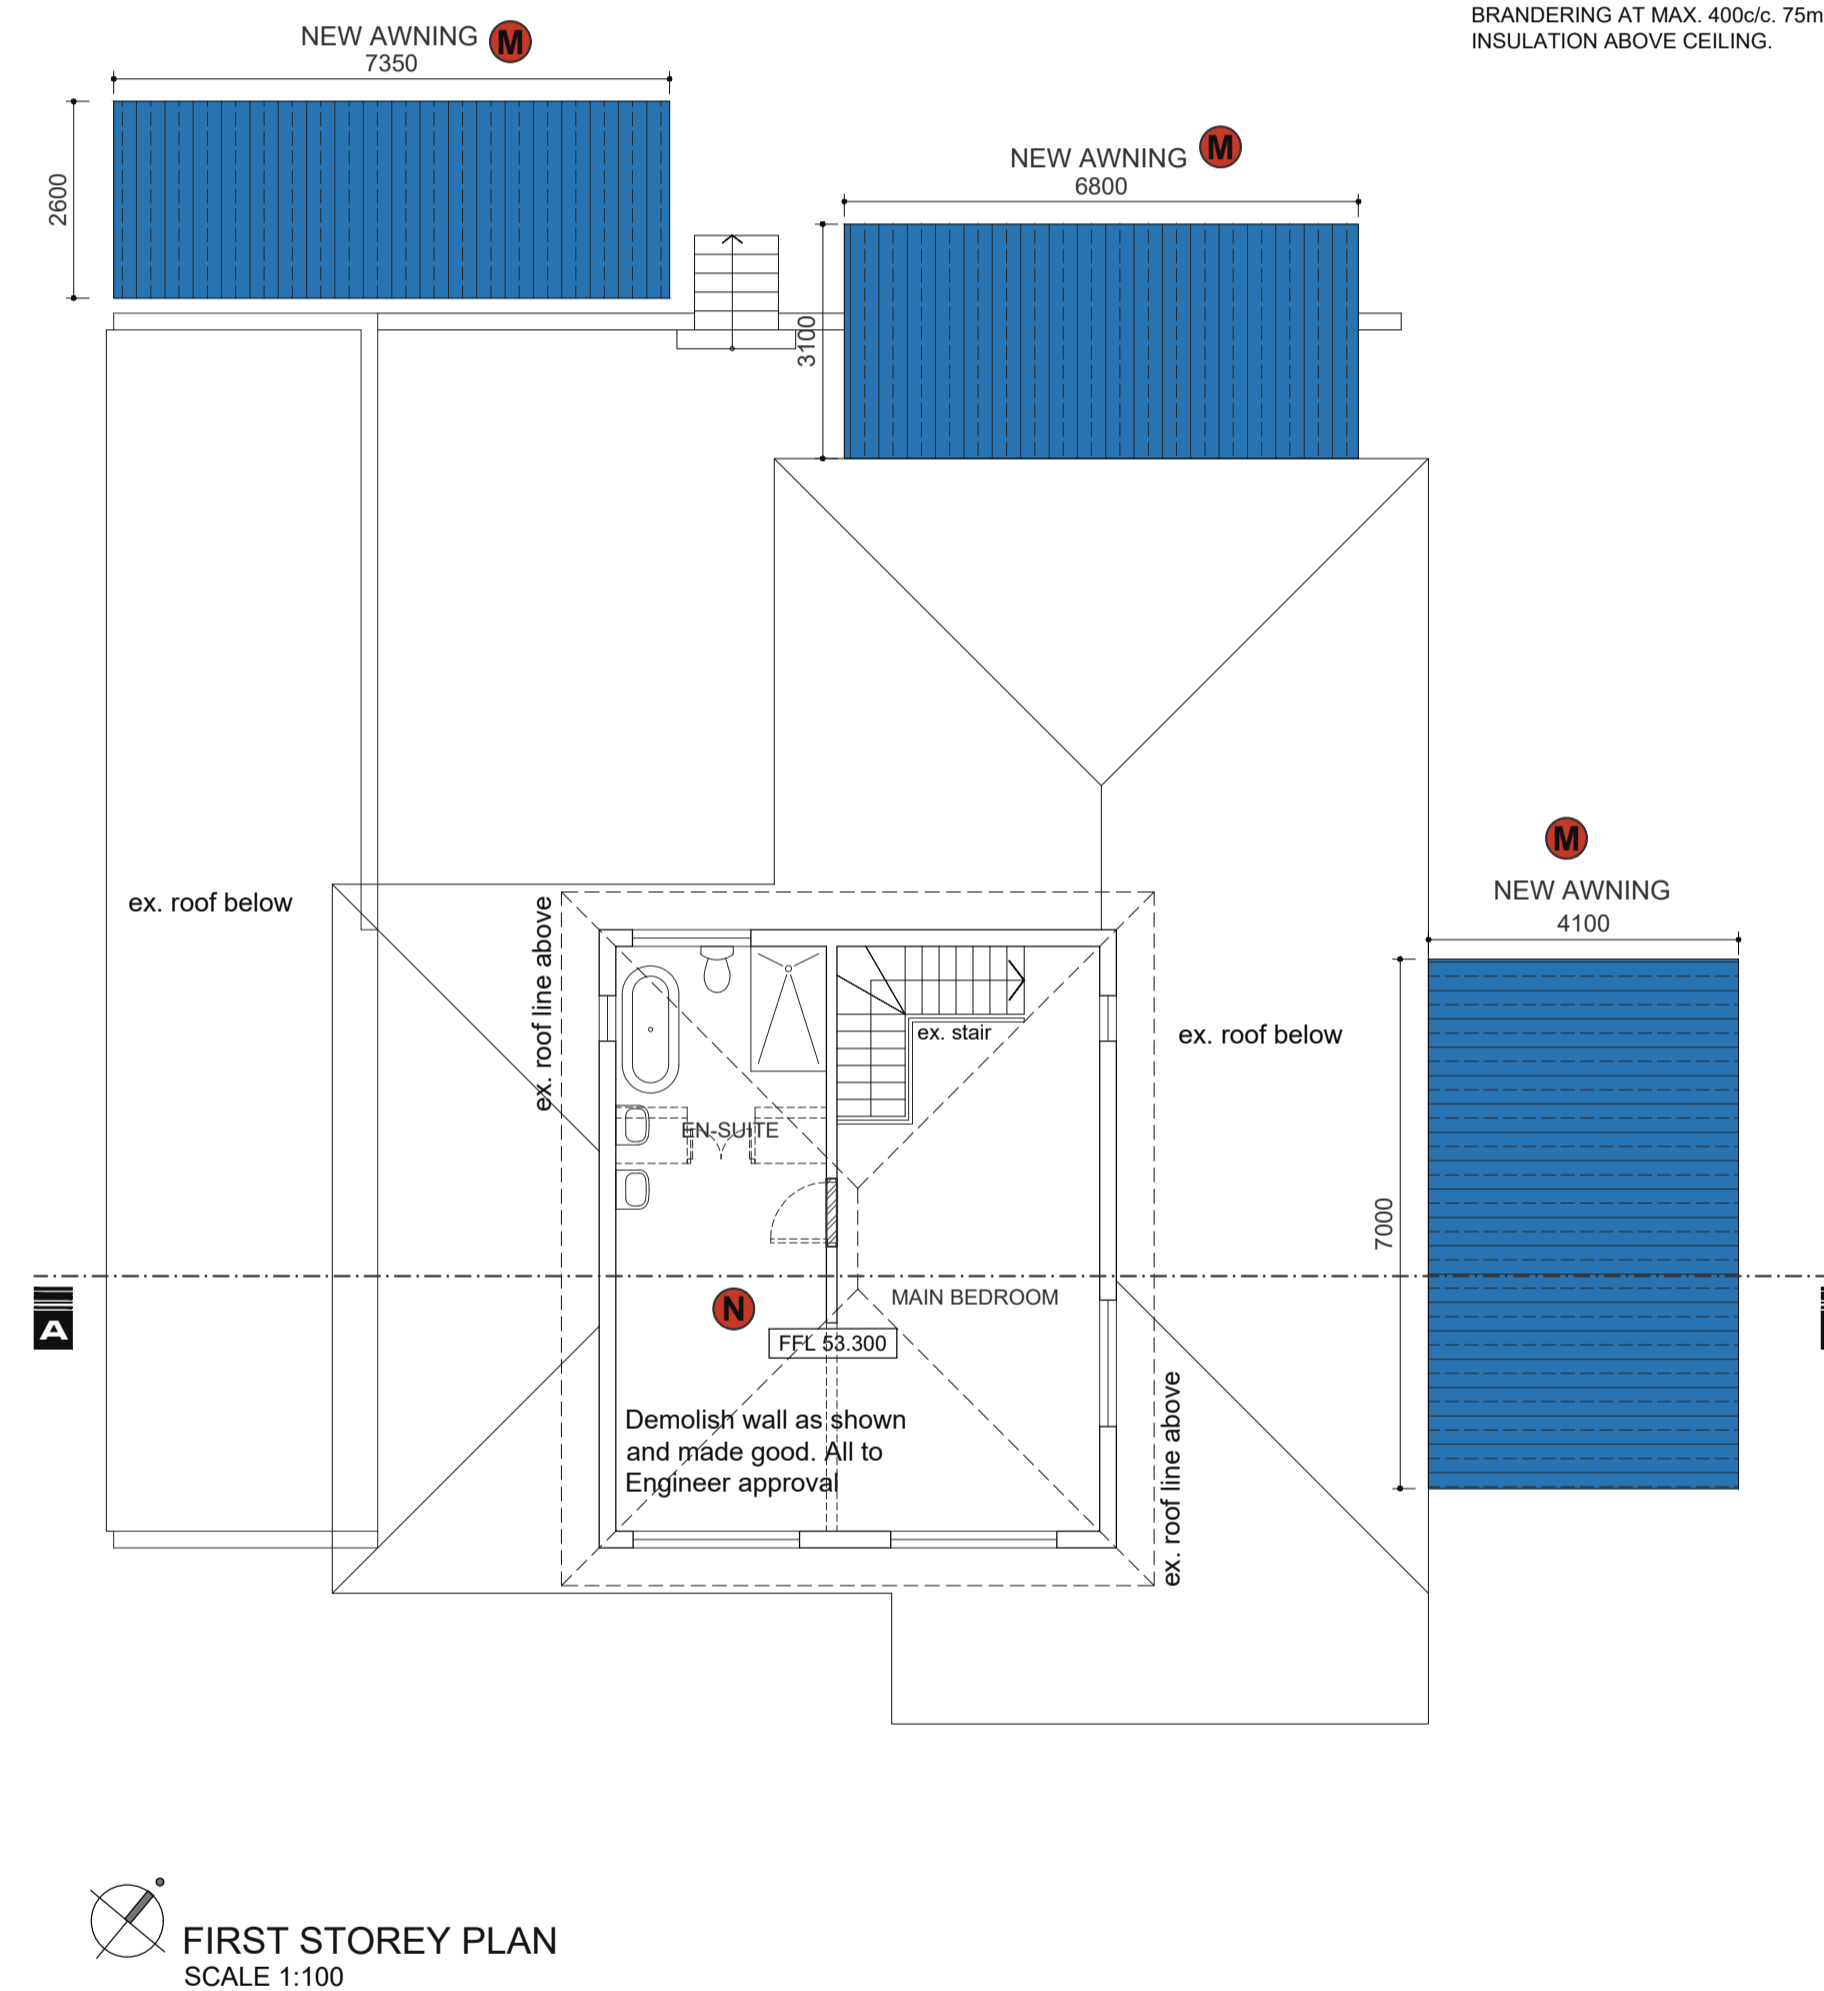 BRANDERING AT MAX. 400c/c. 75m
INSULATION ABOVE CEILING.
NEW AWNING M
7350
2600
NEW AWNING M
6800
3100
M
NEW AWNING
4100
7000
ex. roof below
ex. roof line above
ex. stair
ex. roof below
EN-SUITE
MAIN BEDROOM
N
FFL 53.300
Demolish wall as shown
and made good. All to
Engineer approval
ex. roof line above
A
FIRST STOREY PLAN
SCALE 1:100